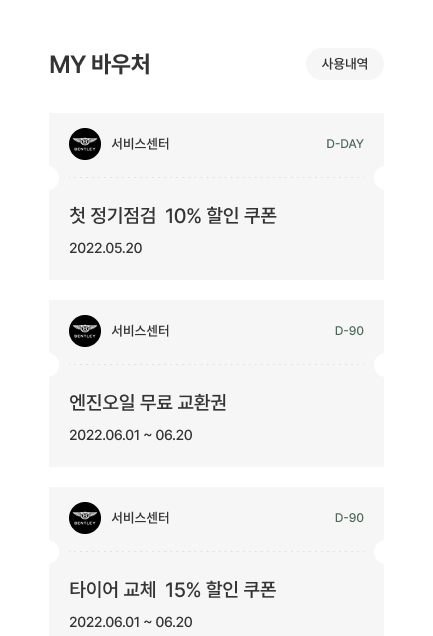 MY 바우처
사용내역
BENTLEY
서비스센터
D-DAY
첫 정기점검 10% 할인 쿠폰
2022.05.20
BENTLEY
서비스센터
D-90
엔진오일 무료 교환권
2022.06.01 ~ 06.20
BENTLEY
서비스센터
D-90
타이어 교체 15% 할인 쿠폰
2022.06.01 ~ 06.20